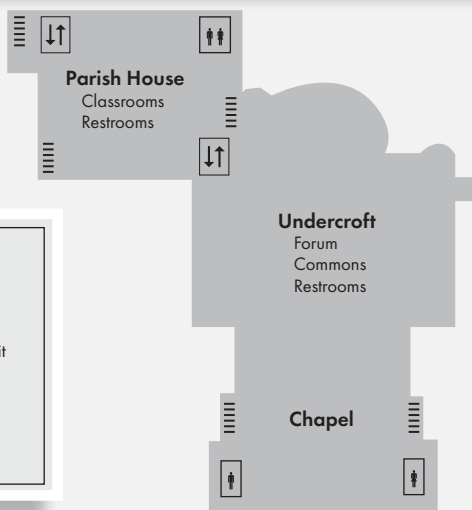 Parish House
Classrooms
Restrooms
Undercroft
Forum
Commons
Restrooms
Chapel